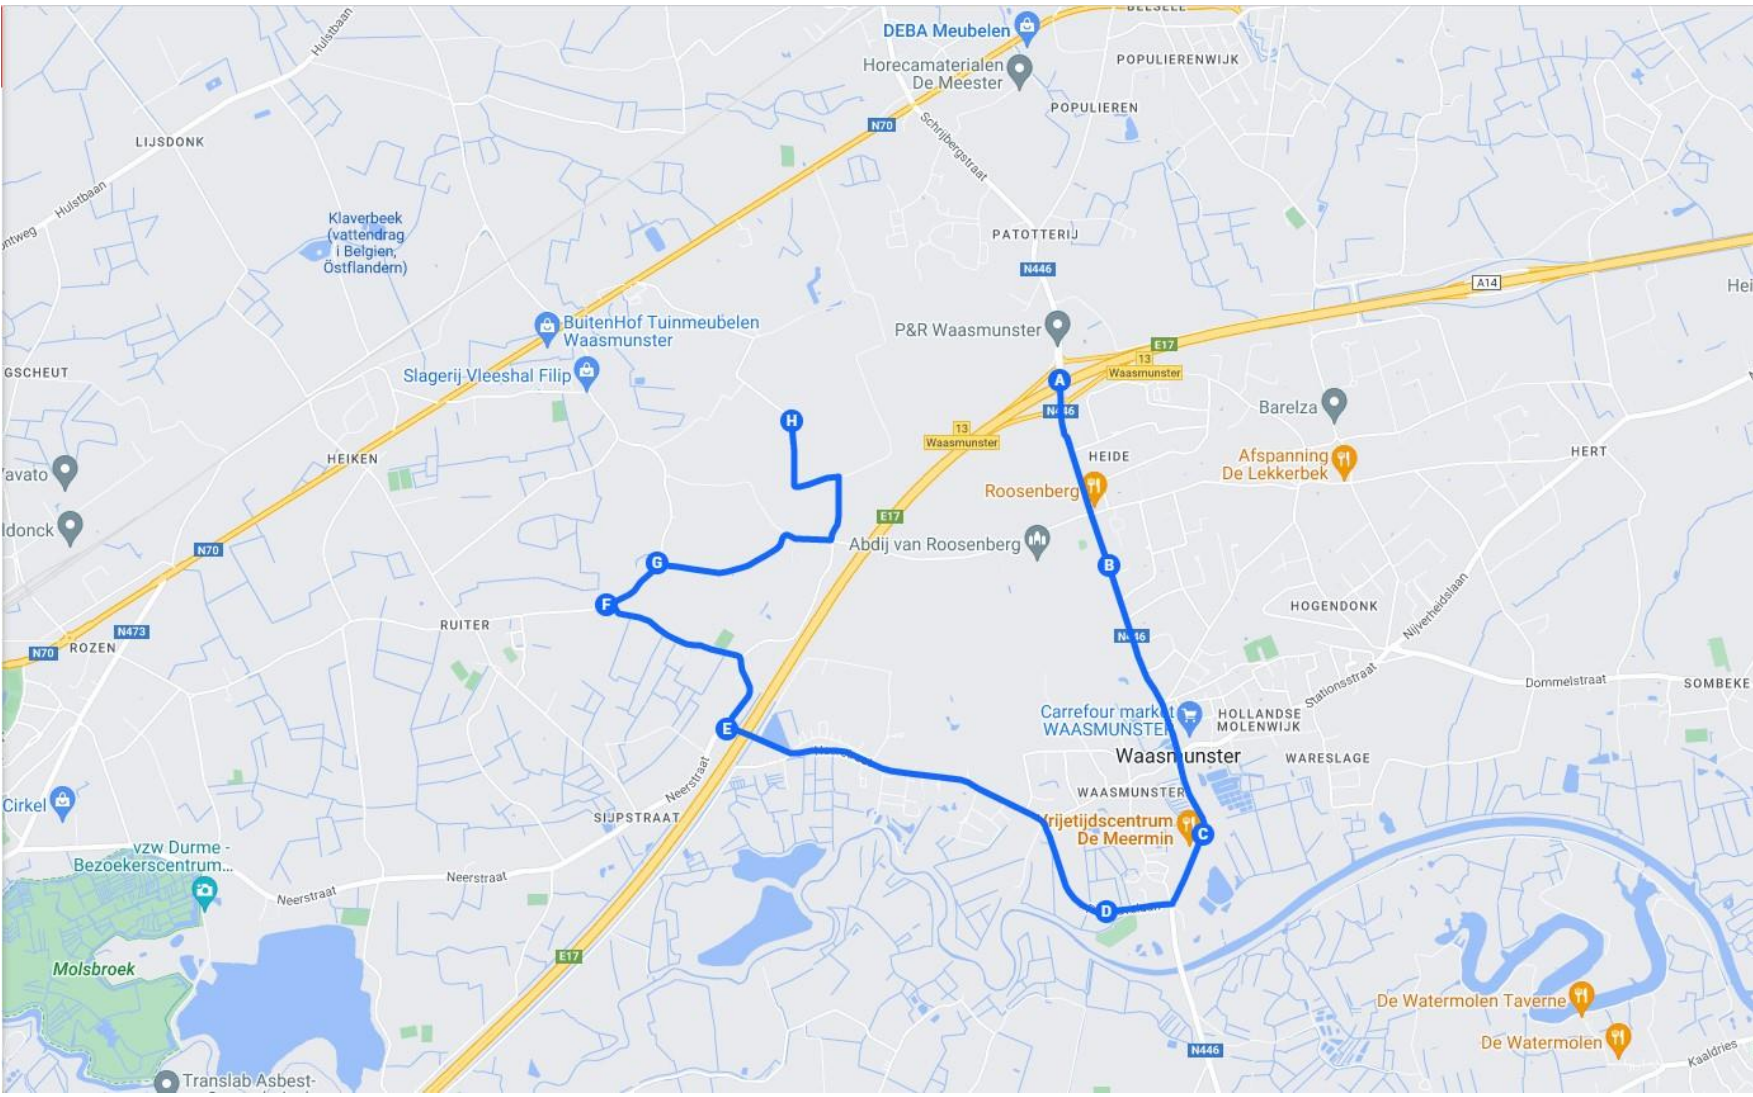 BELSELE
DEBA Meubelen
Hulstbaan
Horecamaterialen
De Meester
POPULIERENWIJK
POPULIEREN
N70
LIJSDONK
Schrijbergstraat
Hulstbaan
Klaverbeek
(vattendrag
i Belgien,
Östflandern)
ontweg
PATOTTERIJ
N446
A14
Hei
P&R Waasmunster
BuitenHof Tuinmeubelen
Waasmunster
E17
13
Waasmunster
GSCHEUT
Slagerij Vleeshal Filip
A
N446
Barelza
H
13
Waasmunster
HEIDE
Afspanning
De Lekkerbek
HERT
HEIKEN
avato
Roosenberg
E17
ldonck
Abdij van Roosenberg
N70
G
B
F
HOGENDONK
Nijverheidslaan
RUITER
N473
N446
N70
ROZEN
Stationsstraat
Dommelstraat
SOMBEKE
Carrefour market
WAASMUNSTER
HOLLANDSE
MOLENWIJK
E
Waasmunster
WARESLAGE
Neerstraat
WAASMUNSTER
Cirkel
SIJPSTRAAT
Vrijetijdscentrum
De Meermin
C
vzw Durme -
Bezoekerscentrum...
Neerstraat
Neerstraat
D
E17
Molsbroek
De Watermolen Taverne
De Watermolen
N446
Kaaldries
Translab Asbest-